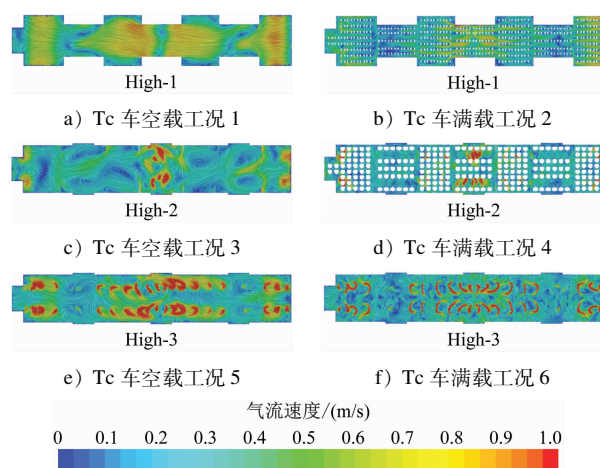 High-1 High-1
a) Tc 车空载工况 1 b) Tc 车满载工况 2
High-2 High-2
c) Tc 车空载工况 3 d) Tc 车满载工况 4
High-3 High-3
e) Tc 车空载工况 5 f) Tc 车满载工况 6
气流速度/(m/s)
0 0.1 0.2 0.3 0.4 0.5 0.6 0.7 0.8 0.9 1.0